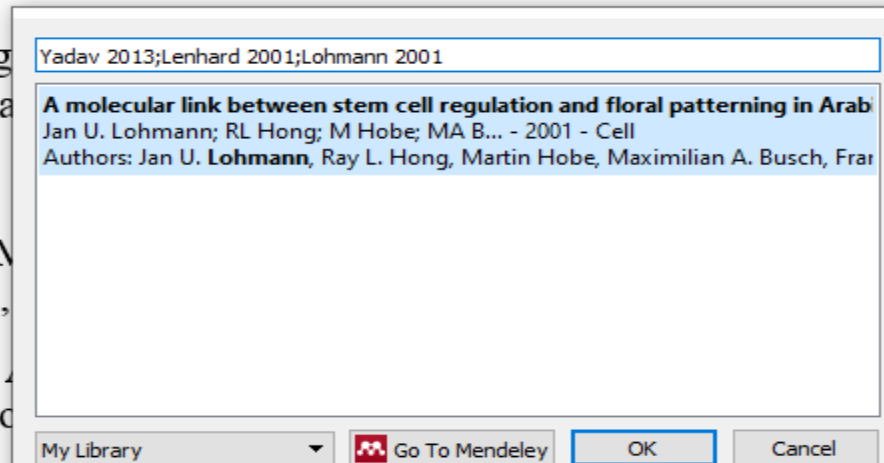 Yadav 2013;Lenhard 2001;Lohmann 2001
A molecular link between stem cell regulation and floral patterning in Arabi
Jan U. Lohmann; RL Hong; M Hobe; MA B... - 2001 - Cell
Authors: Jan U. Lohmann, Ray L. Hong, Martin Hobe, Maximilian A. Busch, Fran
My Library
Go To Mendeley
OK
Cancel